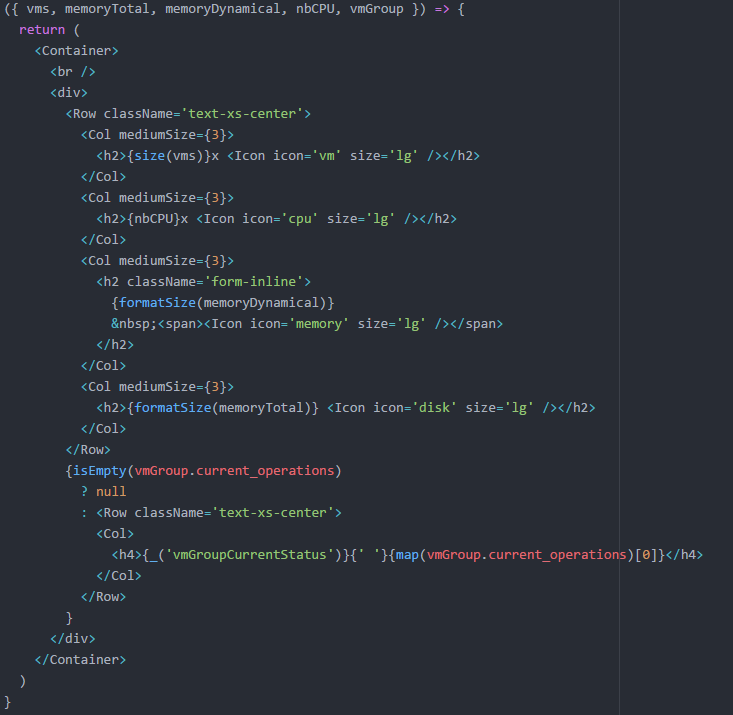 ({ vms, memoryTotal, memoryDynamical, nbCPU, vmGroup }) => {
  return (
    <Container>
      <br />
      <div>
        <Row className='text-xs-center'>
          <Col mediumSize={3}>
            <h2>{size(vms)}x <Icon icon='vm' size='lg' /></h2>
          </Col>
          <Col mediumSize={3}>
            <h2>{nbCPU}x <Icon icon='cpu' size='lg' /></h2>
          </Col>
          <Col mediumSize={3}>
            <h2 className='form-inline'>
              {formatSize(memoryDynamical)}
              &nbsp;<span><Icon icon='memory' size='lg' /></span>
            </h2>
          </Col>
          <Col mediumSize={3}>
            <h2>{formatSize(memoryTotal)} <Icon icon='disk' size='lg' /></h2>
          </Col>
        </Row>
        {isEmpty(vmGroup.current_operations)
          ? null
          : <Row className='text-xs-center'>
            <Col>
              <h4>{_('vmGroupCurrentStatus')}{' '}{map(vmGroup.current_operations)[0]}</h4>
            </Col>
          </Row>
        }
      </div>
    </Container>
  )
}